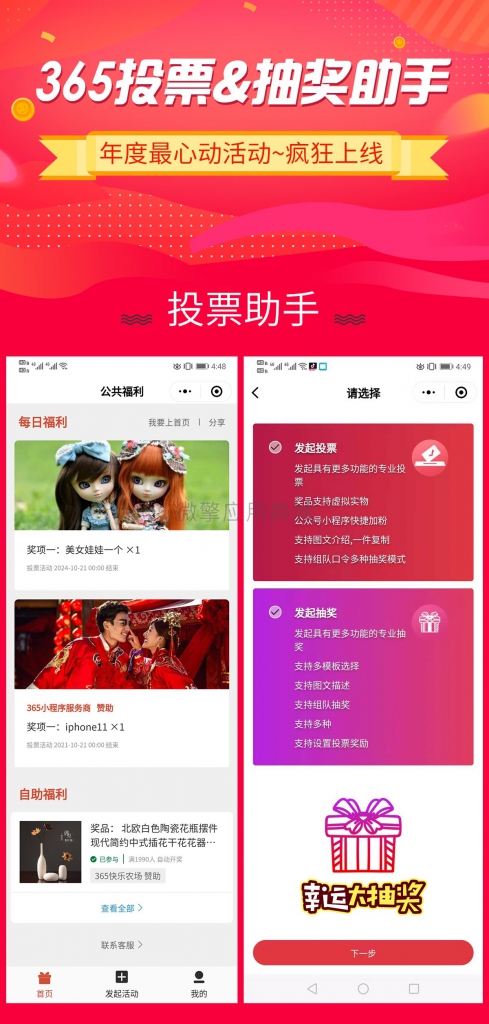 365投票&抽奖助手
年度最心动活动~疯狂上线
投票助手
4:48
公共福利
每日福利
我要上首页 | 分享
奖项一：美女娃娃一个 ×1
投票活动 2024-10-21 00:00 结束
365小程序服务商 赞助
奖项一：iphone11 ×1
投票活动 2021-10-21 00:00 结束
自助福利
奖品： 北欧白色陶瓷花瓶摆件
现代简约中式插花干花花器…
已参与 | 满1990人 自动开奖
365快乐农场 赞助
查看全部 >
联系客服 >
首页
发起活动
我的
4:49
请选择
发起投票
发起具有更多功能的专业投
票
奖品支持虚拟实物
公众号小程序快捷加粉
支持图文介绍,一件复制
支持组队口令多种抽奖模式
发起抽奖
发起具有更多功能的专业抽
奖
支持多模板选择
支持图文描述
支持组队抽奖
支持多种
支持设置投票奖励
幸运大抽奖
下一步
微擎应用